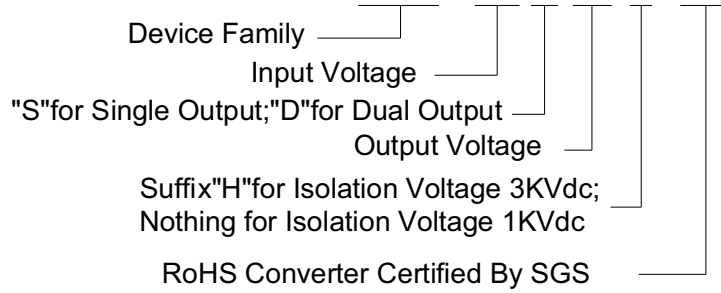 Device Family
Input Voltage
"S"for Single Output;"D"for Dual Output
Output Voltage
Suffix"H"for Isolation Voltage 3KVdc;
Nothing for Isolation Voltage 1KVdc
RoHS Converter Certified By SGS